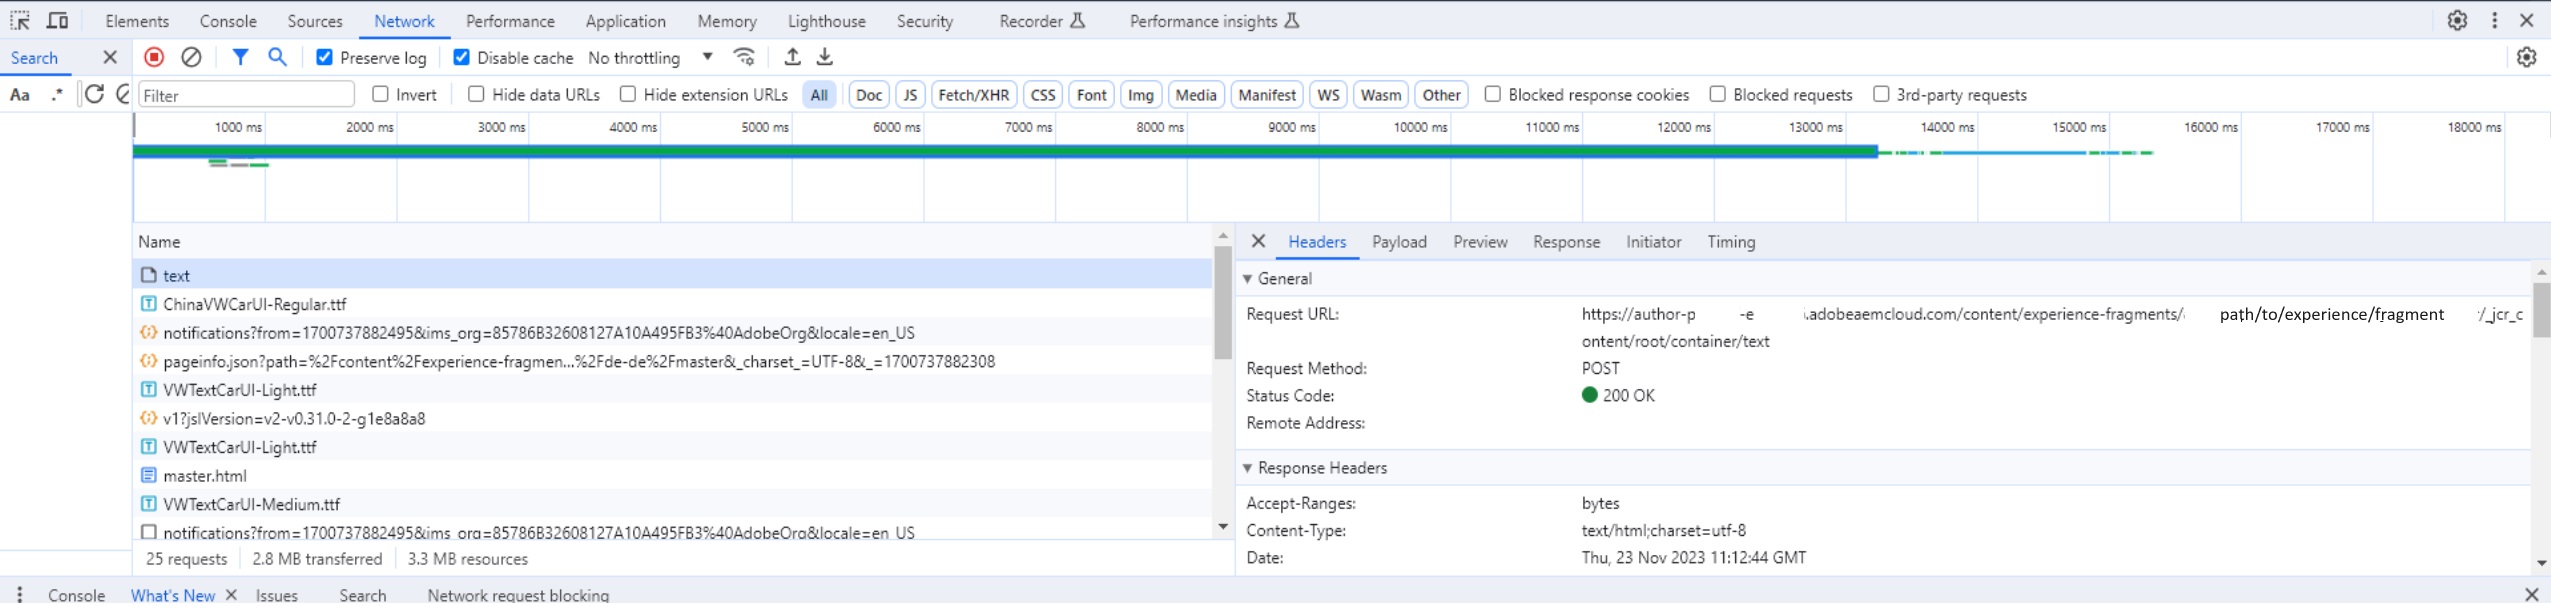 Elements Console Sources Network Performance Application Memory Lighthouse Security Recorder Performance insights
Search Preserve log Disable cache No throttling
Aa .* Filter Invert Hide data URLs Hide extension URLs All Doc JS Fetch/XHR CSS Font Img Media Manifest WS Wasm Other Blocked response cookies Blocked requests 3rd-party requests
1000 ms 2000 ms 3000 ms 4000 ms 5000 ms 6000 ms 7000 ms 8000 ms 9000 ms 10000 ms 11000 ms 12000 ms 13000 ms 14000 ms 15000 ms 16000 ms 17000 ms 18000 ms
Name
text
ChinaVWCarUI-Regular.ttf
notifications?from=1700737882495&ims_org=85786B32608127A10A495FB3%40AdobeOrg&locale=en_US
pageinfo.json?path=%2Fcontent%2Fexperience-fragmen...%2Fde-de%2Fmaster&_charset_=UTF-8&_=1700737882308
VWTextCarUI-Light.ttf
v1?jslVersion=v2-v0.31.0-2-g1e8a8a8
VWTextCarUI-Light.ttf
master.html
VWTextCarUI-Medium.ttf
notifications?from=1700737882495&ims_org=85786B32608127A10A495FB3%40AdobeOrg&locale=en_US
25 requests 2.8 MB transferred 3.3 MB resources
Headers Payload Preview Response Initiator Timing
General
Request URL: https://author-p -e .adobeaemcloud.com/content/experience-fragments/ path/to/experience/fragment /_jcr_c
ontent/root/container/text
Request Method: POST
Status Code: 200 OK
Remote Address:
Response Headers
Accept-Ranges: bytes
Content-Type: text/html;charset=utf-8
Date: Thu, 23 Nov 2023 11:12:44 GMT
Console What's New Issues Search Network request blocking